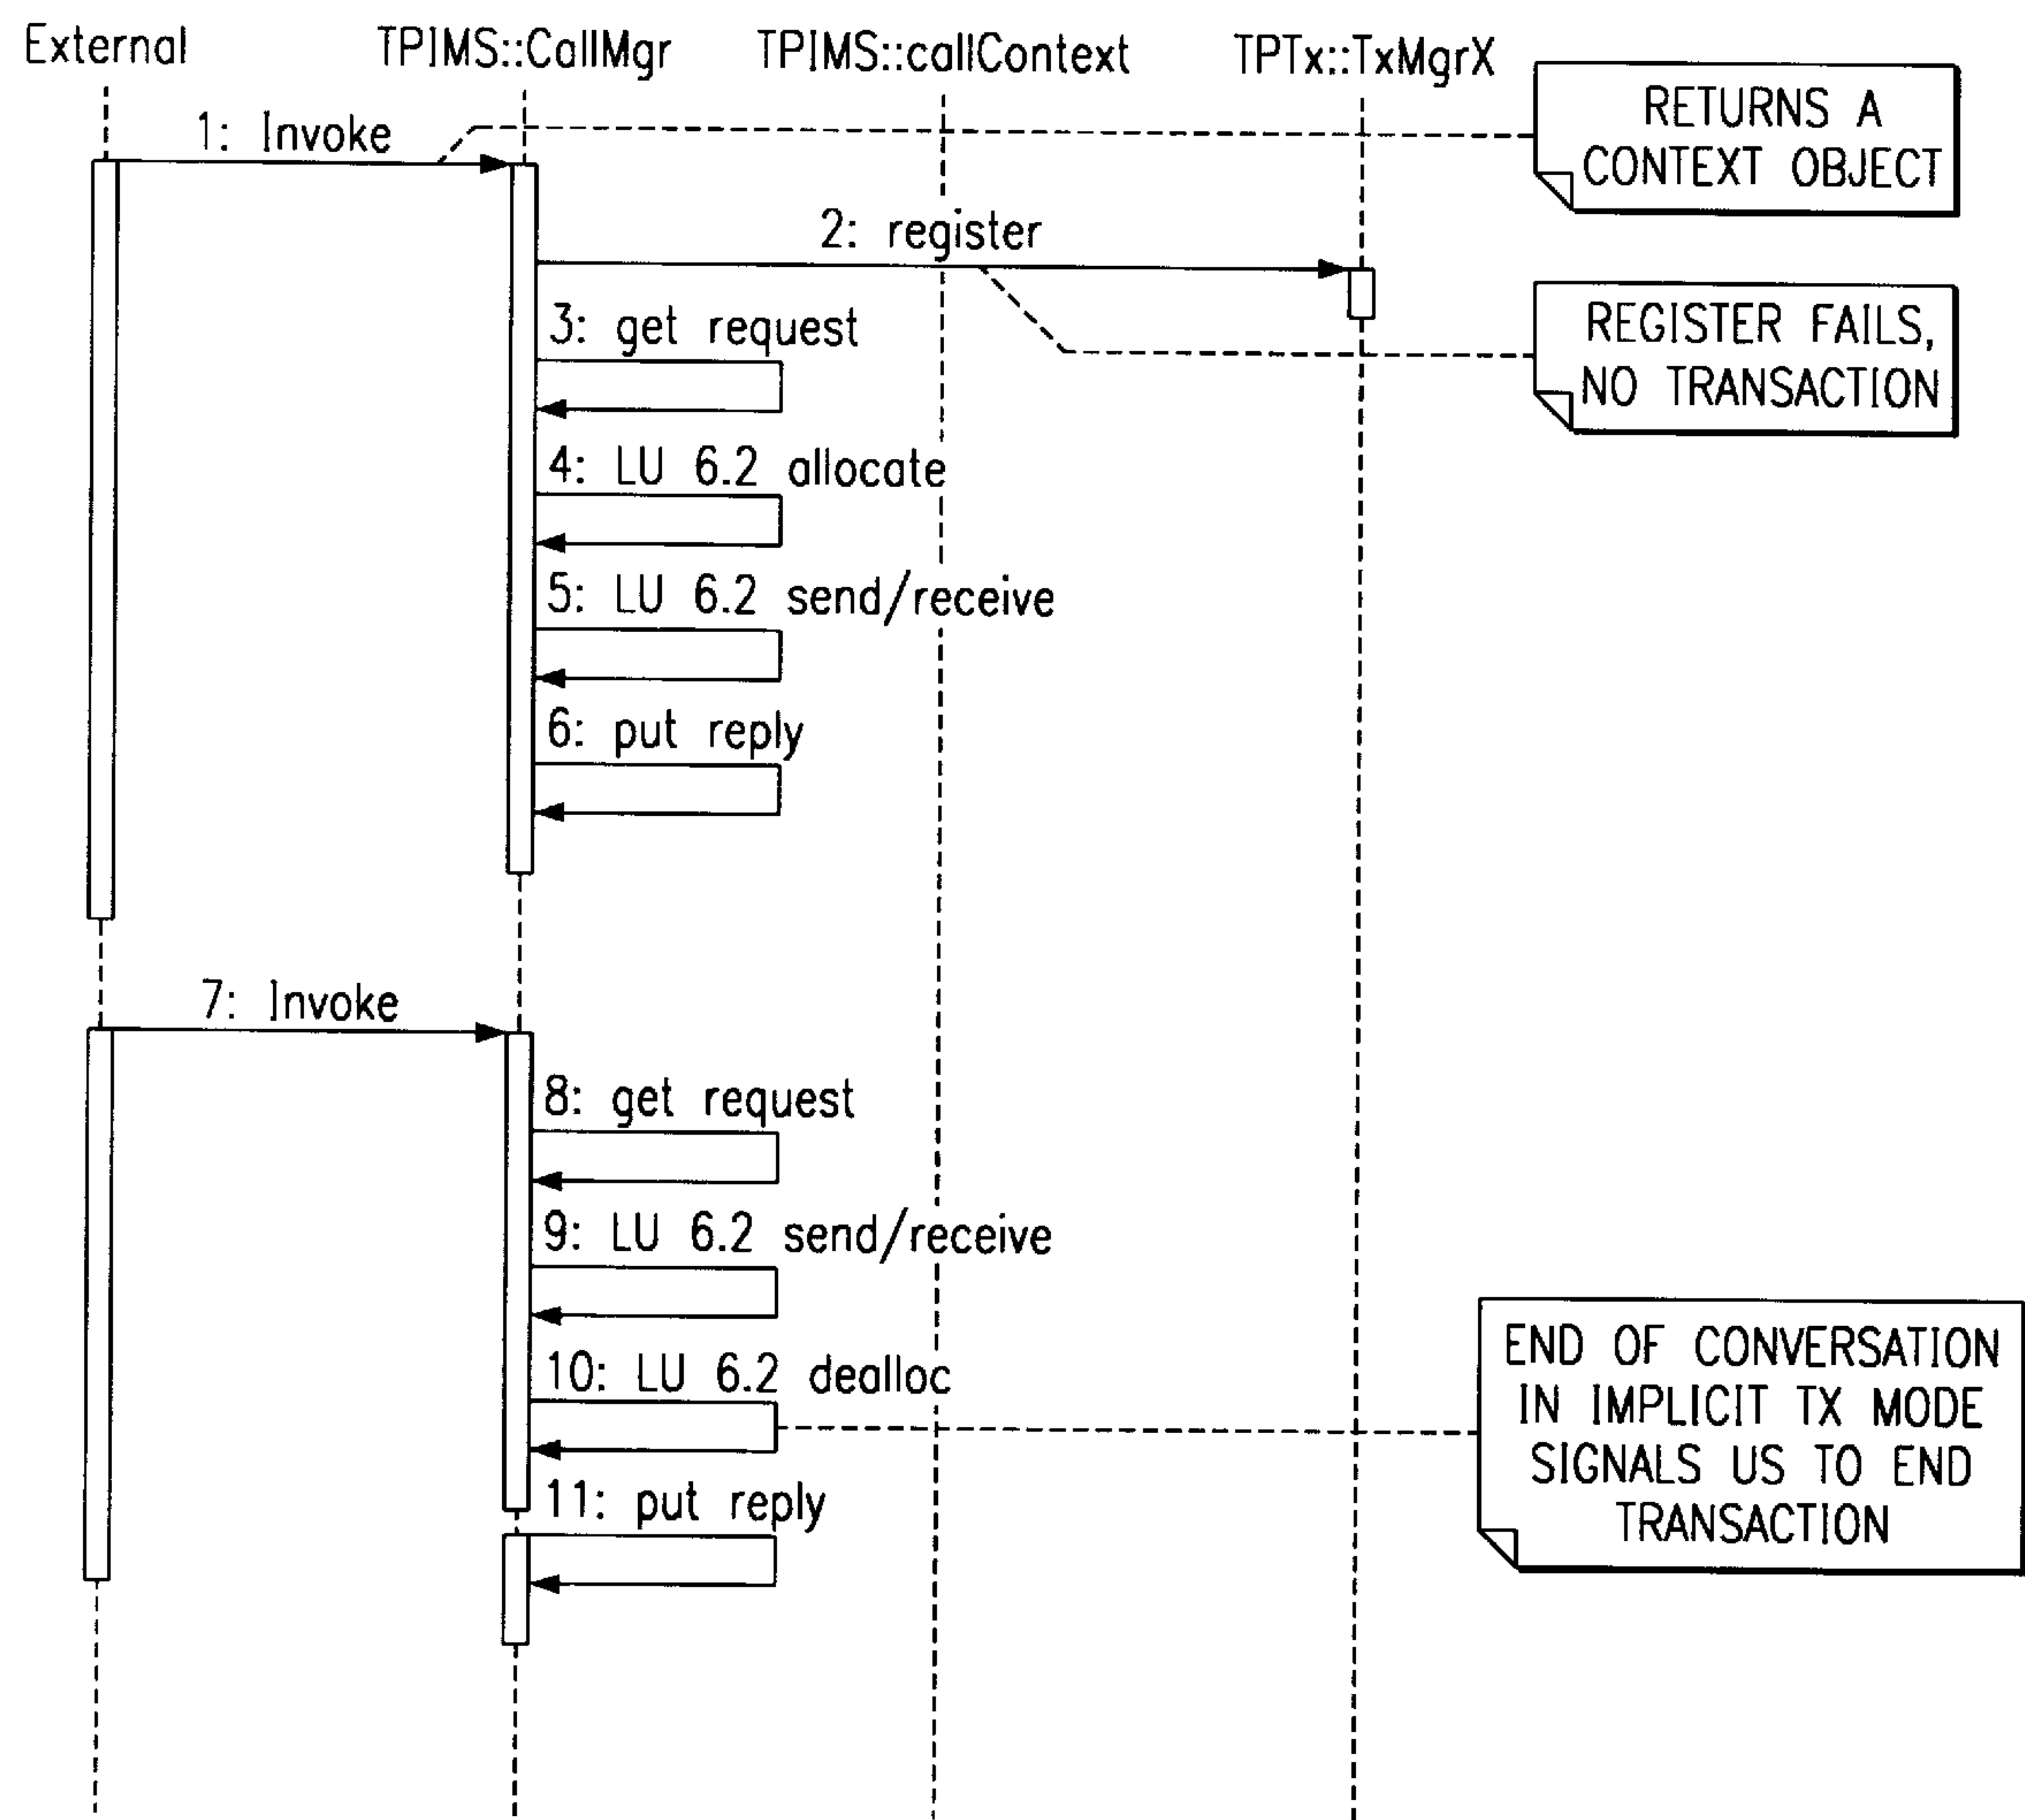 External
TPIMS::CallMgr
TPIMS::callContext
TPTx::TxMgrX
RETURNS A
CONTEXT OBJECT
1: Invoke
2: register
REGISTER FAILS,
NO TRANSACTION
3: get request
4: LU 6.2 allocate
5: LU 6.2 send/receive
6: put reply
7: Invoke
8: get request
9: LU 6.2 send/receive
10: LU 6.2 dealloc
END OF CONVERSATION
IN IMPLICIT TX MODE
SIGNALS US TO END
TRANSACTION
11: put reply